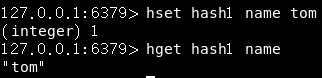 127.0.0.1:6379> hset hash1 name tom
(integer) 1
127.0.0.1:6379> hget hash1 name
"tom"